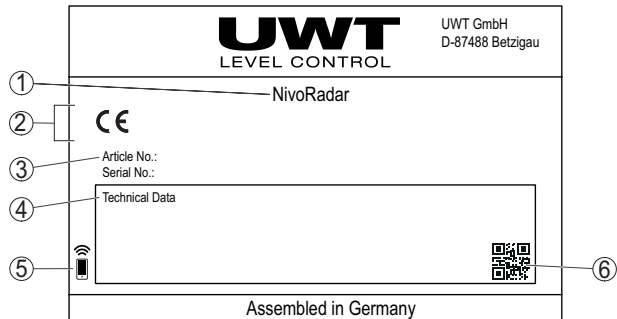 UWT
LEVEL CONTROL
UWT GmbH
D-87488 Betzigau
1
NivoRadar
2
CE
3
Article No.:
Serial No.:
4
Technical Data
5
6
Assembled in Germany